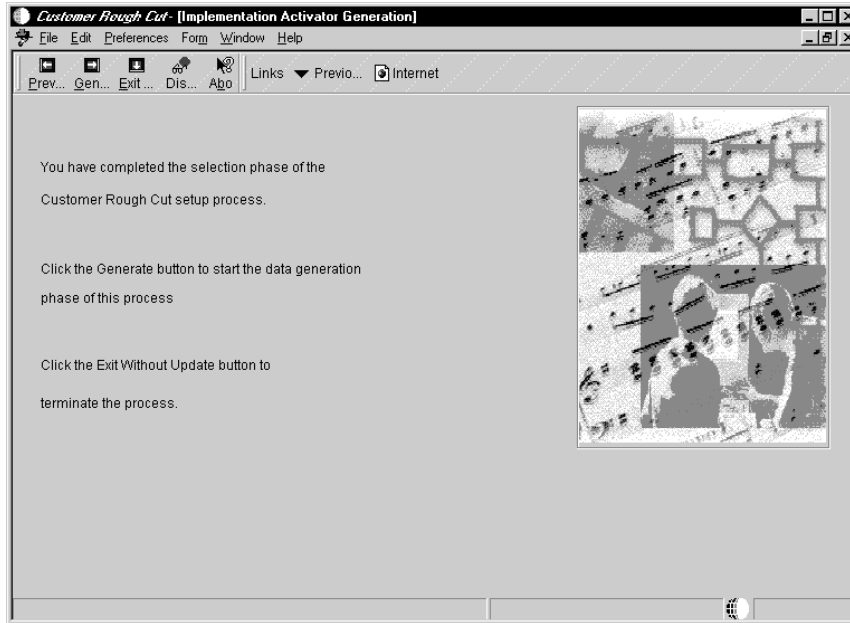 Customer Rough Cut - [Implementation Activator Generation]
File Edit Preferences Form Window Help
Prev... Gen... Exit ... Dis... Abo Links Previo... Internet
You have completed the selection phase of the
Customer Rough Cut setup process.
Click the Generate button to start the data generation
phase of this process
Click the Exit Without Update button to
terminate the process.